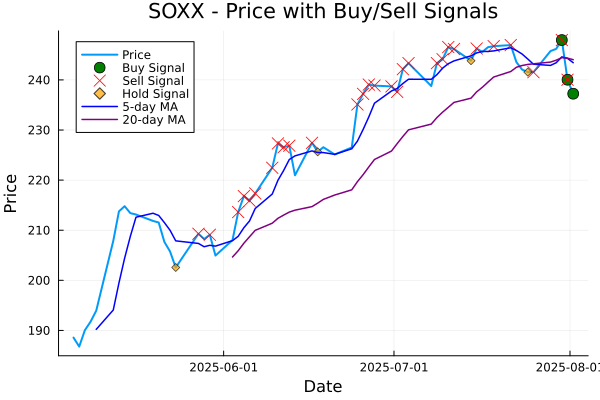 SOXX - Price with Buy/Sell Signals
Price
Buy Signal
Sell Signal
Hold Signal
5-day MA
20-day MA
240
230
220
210
200
190
Price
2025-06-01
2025-07-01
2025-08-01
Date